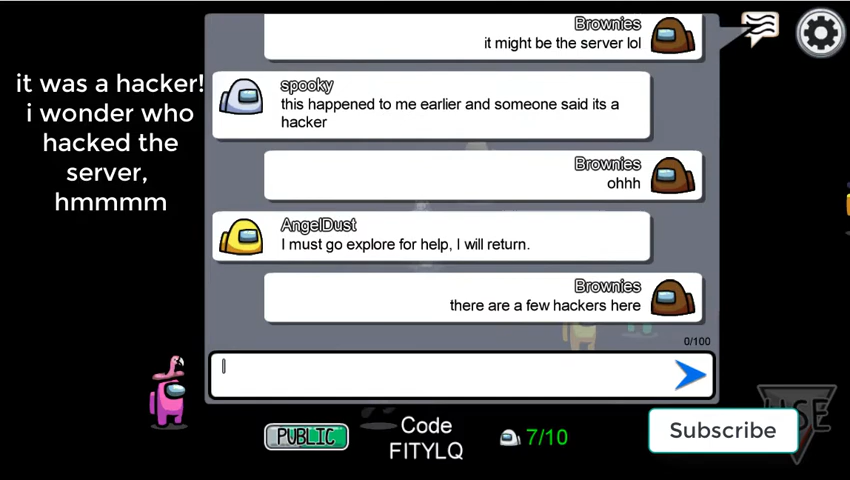 Brownies
it might be the server lol
it was a hacker!
i wonder who
hacked the
server,
hmmmm
spooky
this happened to me earlier and someone said its a
hacker
Brownies
ohhh
AngelDust
I must go explore for help, I will return.
Brownies
there are a few hackers here
0/100
PUBLIC
Code
FITYLQ
7/10
Subscribe